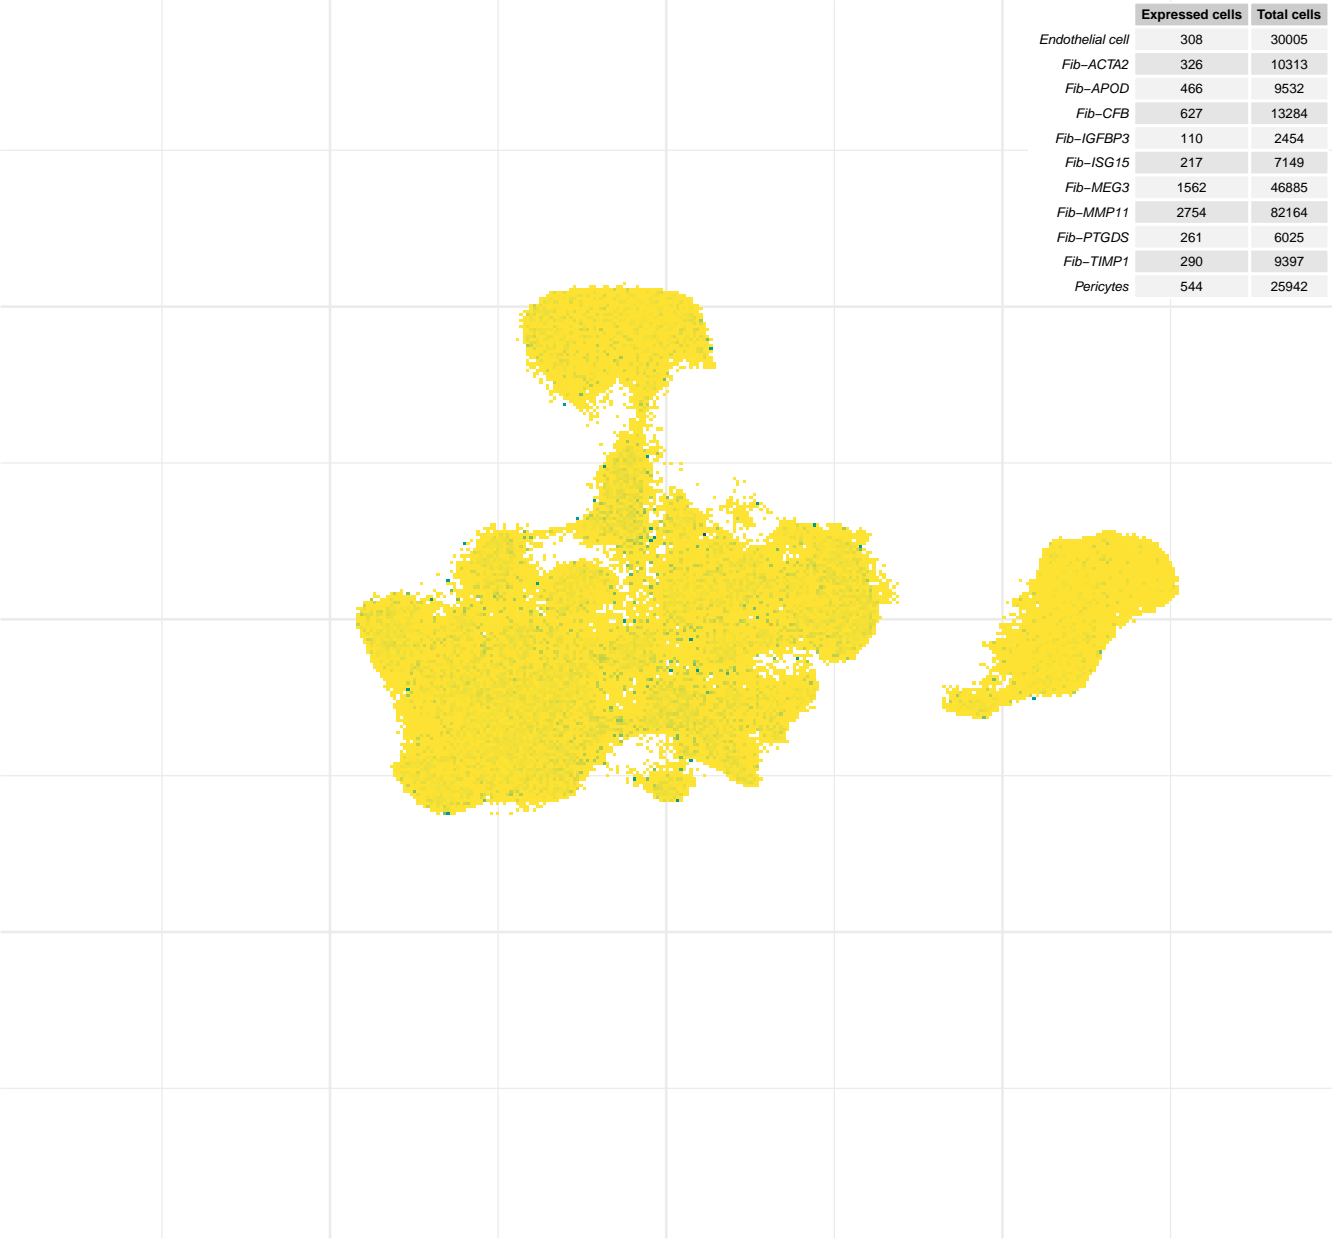 Expressed cells Total cells
Endothelial cell 308 30005
Fib−ACTA2 326 10313
Fib−APOD 466 9532
Fib−CFB 627 13284
Fib−IGFBP3 110 2454
Fib−ISG15 217 7149
Fib−MEG3 1562 46885
Fib−MMP11 2754 82164
Fib−PTGDS 261 6025
Fib−TIMP1 290 9397
Pericytes 544 25942